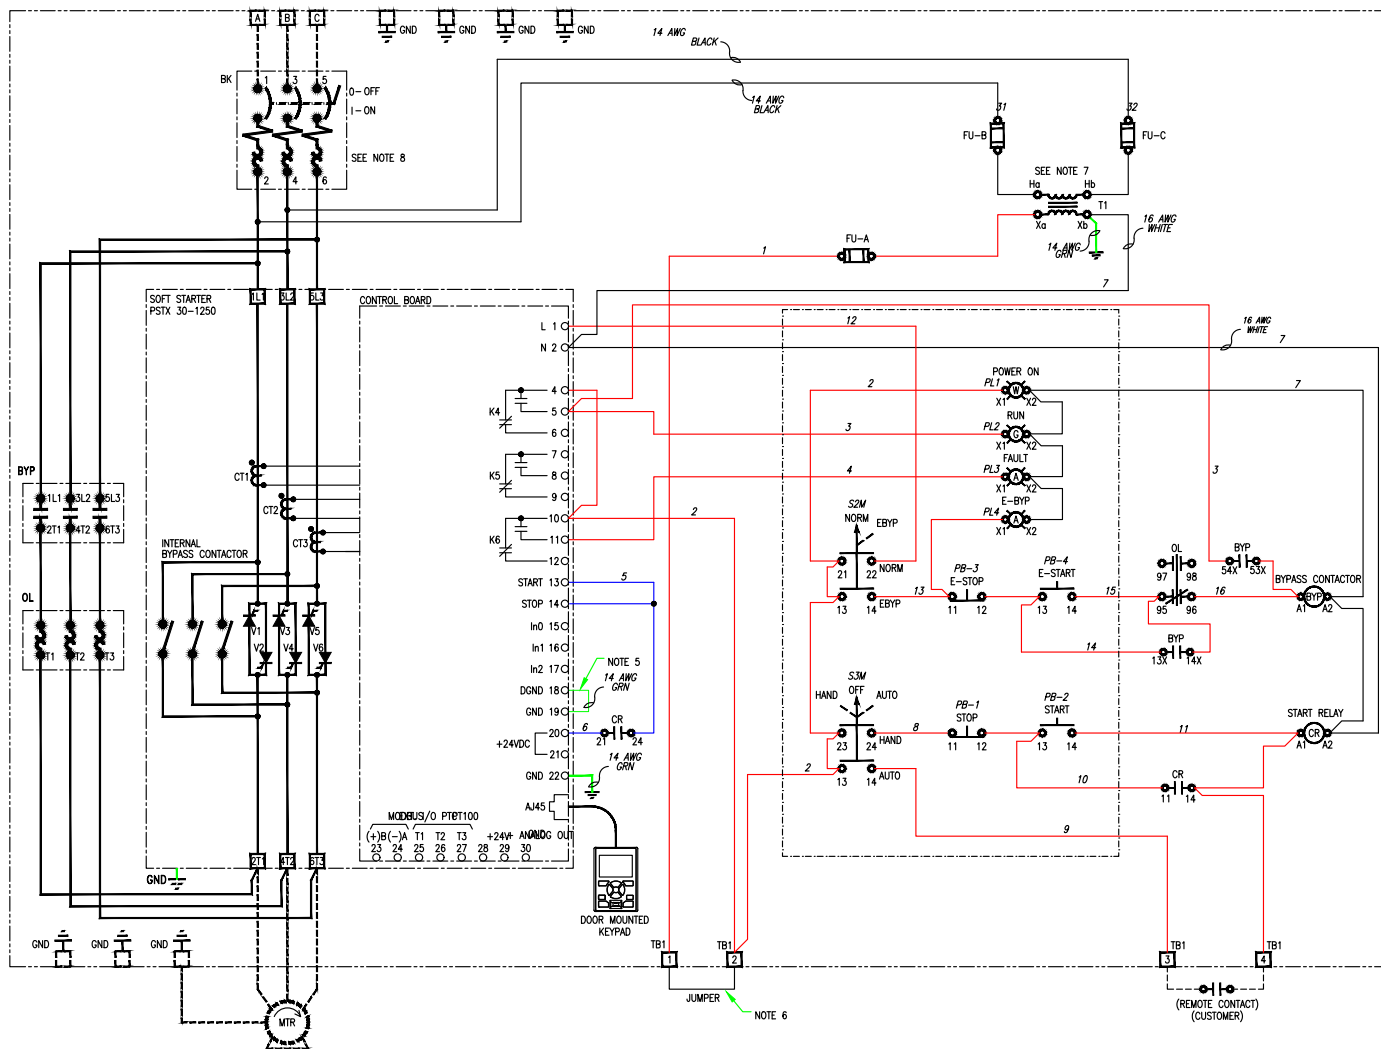 A B C
GND GND GND GND
14 AWG
BLACK
BK 1 3 5
0-OFF
1-ON
SEE NOTE 8
2 4 6
14 AWG
BLACK
31 32
FU-B FU-C
SEE NOTE 7
Ha Hb
T1
Xa Xb
16 AWG
WHITE
14 AWG
GRN
FU-A
1
7
SOFT STARTER
PSTX 30-1250
1L1 3L2 5L3
CONTROL BOARD
L 1
N 2
12
16 AWG
WHITE
7
K4
4
5
6
K5
7
8
9
K6
10
11
12
START 13
STOP 14
In0 15
In1 16
In2 17
DGND 18
GND 19
20
+24VDC
21
GND 22
AJ45
2
3
4
2
5
NOTE 5
14 AWG
GRN
6
CR
21 24
14 AWG
GRN
POWER ON
PL1 W
X1 X2
7
RUN
PL2 G
X1 X2
FAULT
PL3 A
X1 X2
E-BYP
PL4 A
X1 X2
3
S2M
NORM EBYP
21 22 NORM
13 14 EBYP
13
PB-3
E-STOP
11 12
PB-4
E-START
13 14
15
OL
97 98
95 96
16
BYP
54X 53X
BYPASS CONTACTOR
BYP
A1 A2
14
BYP
13X 14X
S3M
HAND OFF AUTO
23 24 HAND
13 14 AUTO
2
8
PB-1
STOP
11 12
PB-2
START
13 14
11
START RELAY
CR
A1 A2
10
CR
11 14
9
CT1
CT2
CT3
BYP
1L1 3L2 5L3
2T1 4T2 6T3
INTERNAL
BYPASS CONTACTOR
OL
T1 T2 T3
V1 V3 V5
V2 V4 V6
(+)B (-)A T1 T2 T3 +24V
23 24 25 26 27 28 29 30
2T1 4T2 6T3
GND
DOOR MOUNTED
KEYPAD
GND GND GND
MTR
TB1 TB1 TB1 TB1
1 2 3 4
JUMPER
NOTE 6
(REMOTE CONTACT)
(CUSTOMER)